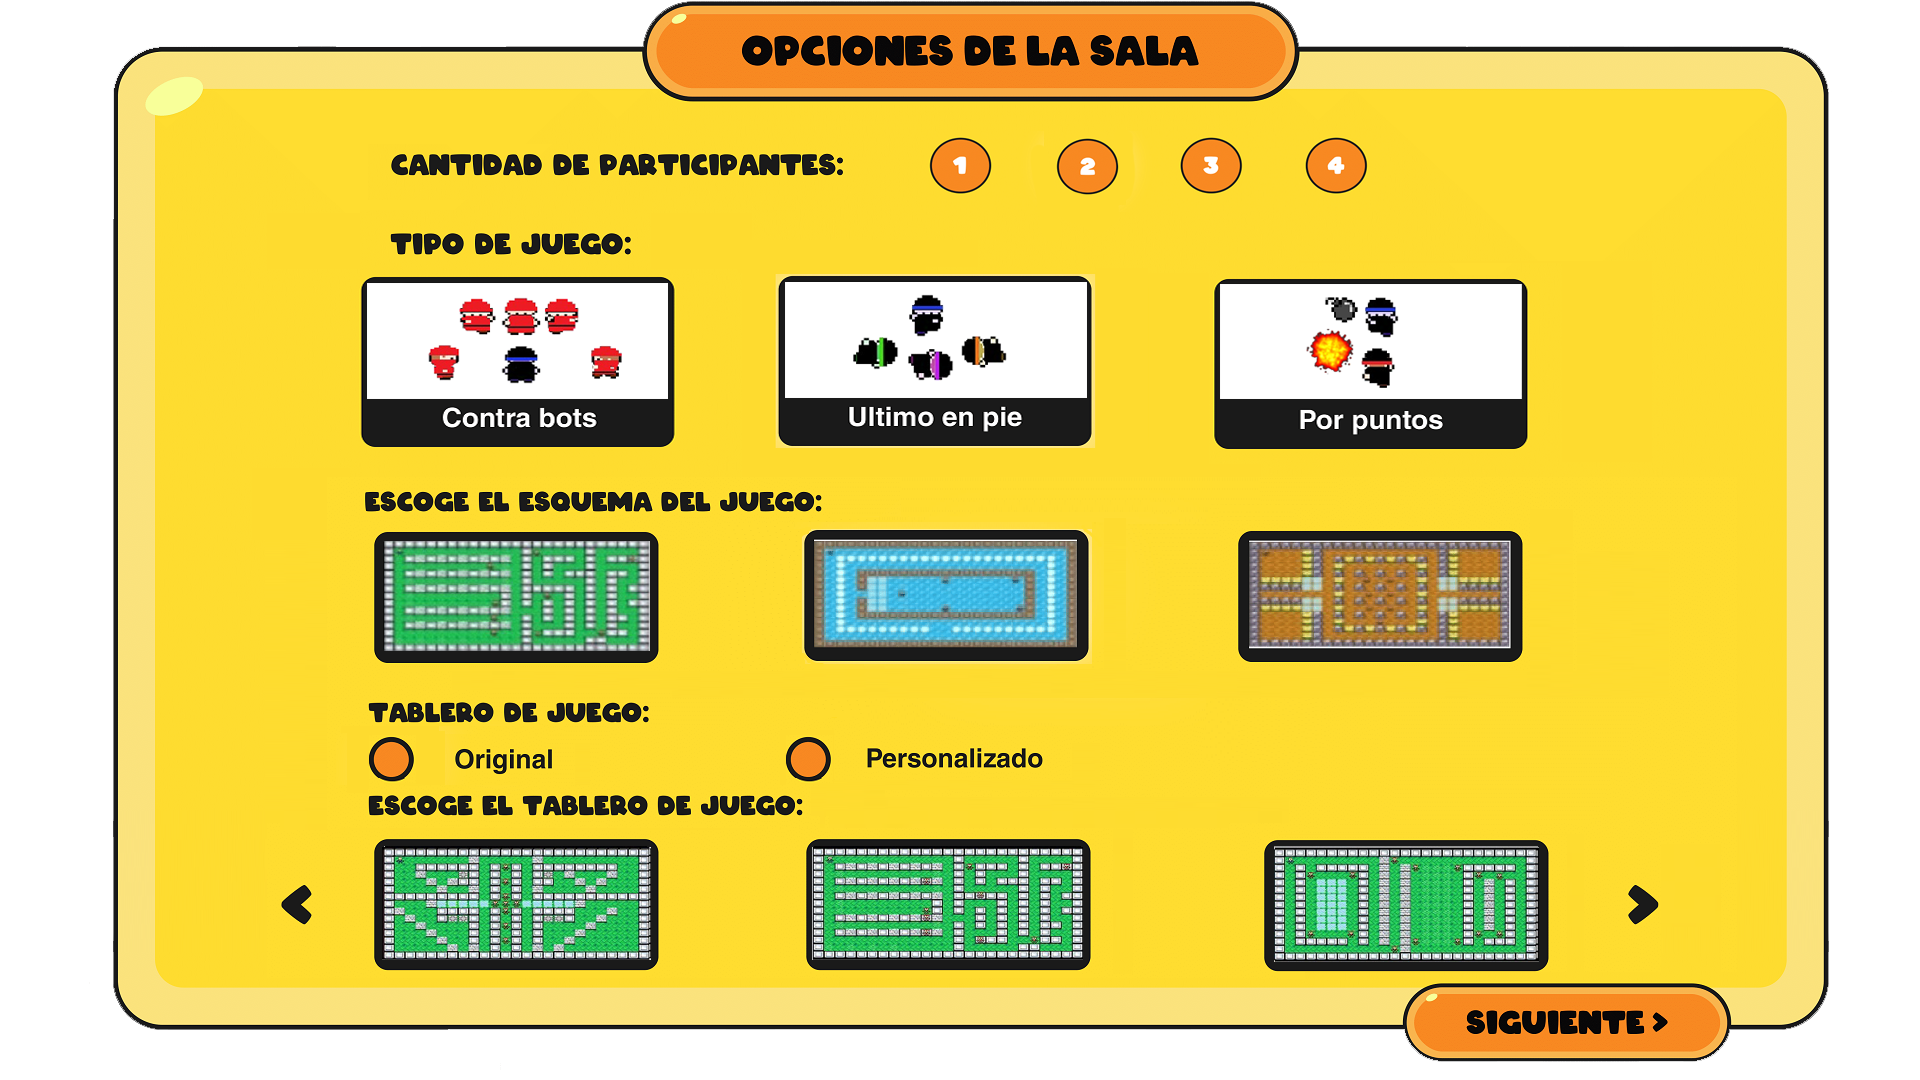 OPCIONES DE LA SALA
CANTIDAD DE PARTICIPANTES: 1 2 3 4
TIPO DE JUEGO:
Contra bots
Ultimo en pie
Por puntos
ESCOGE EL ESQUEMA DEL JUEGO:
TABLERO DE JUEGO:
Original
Personalizado
ESCOGE EL TABLERO DE JUEGO:
< >
SIGUIENTE >